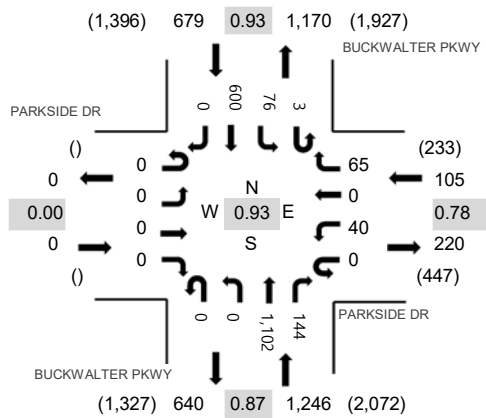 (1,396) 679 0.93 1,170 (1,927)
BUCKWALTER PKWY
0 600 76 3
PARKSIDE DR
() 0 65 (233)
0 0 N 0 105
0.00 W 0.93 E 0.78
0 0 S 40 220
() 0 0 (447)
0 0 1,102 144
PARKSIDE DR
BUCKWALTER PKWY
(1,327) 640 0.87 1,246 (2,072)